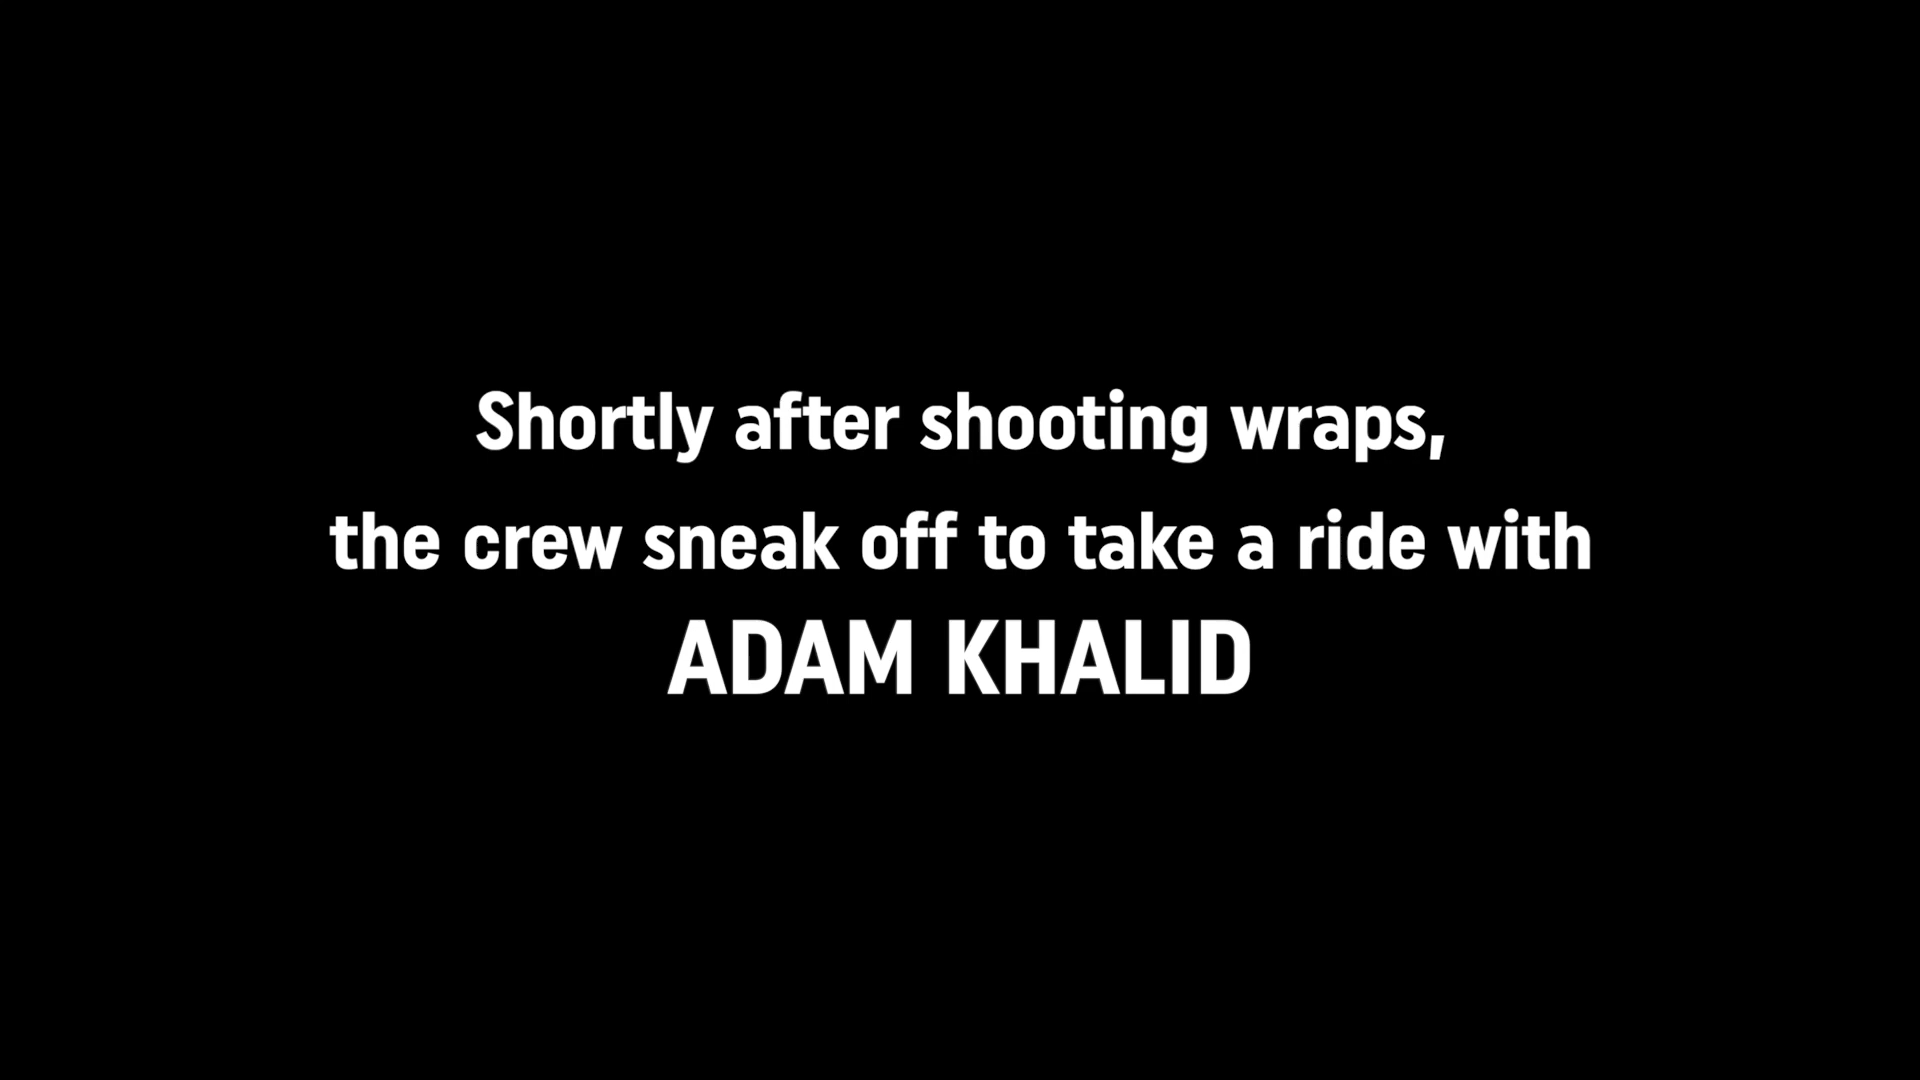 Shortly after shooting wraps,
the crew sneak off to take a ride with
ADAM KHALID